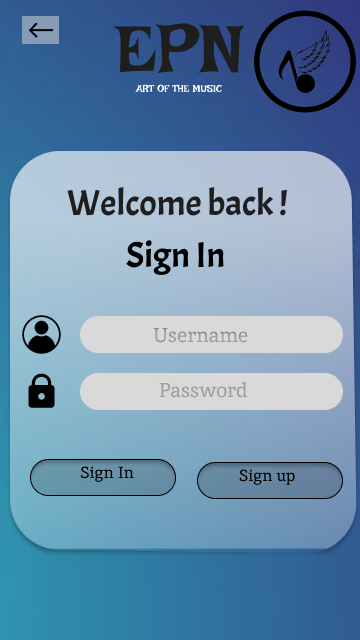 EPN
ART OF THE MUSIC
Welcome back !
Sign In
Username
Password
Sign In
Sign up